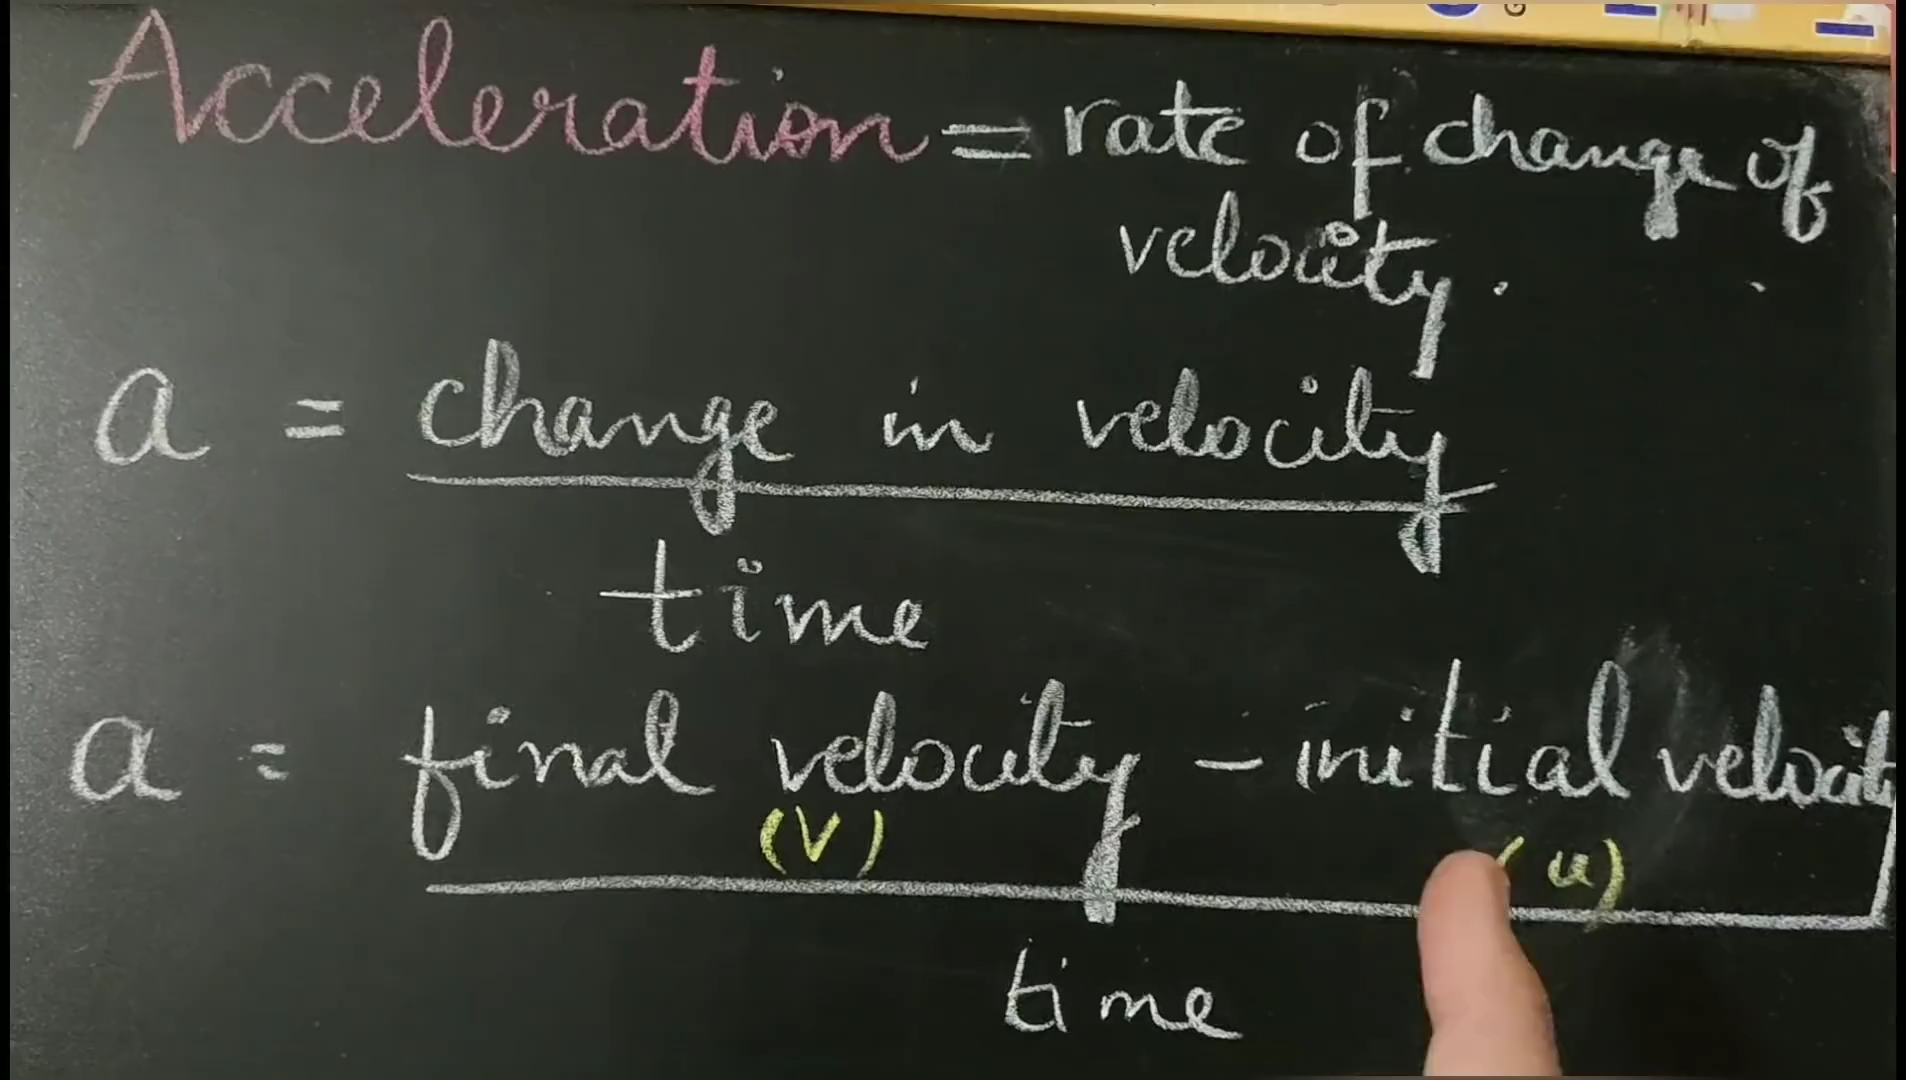 Acceleration = rate of change of
velocity.
a = change in velocity
time
a = final velocity - initial velocity
(V) (u)
time